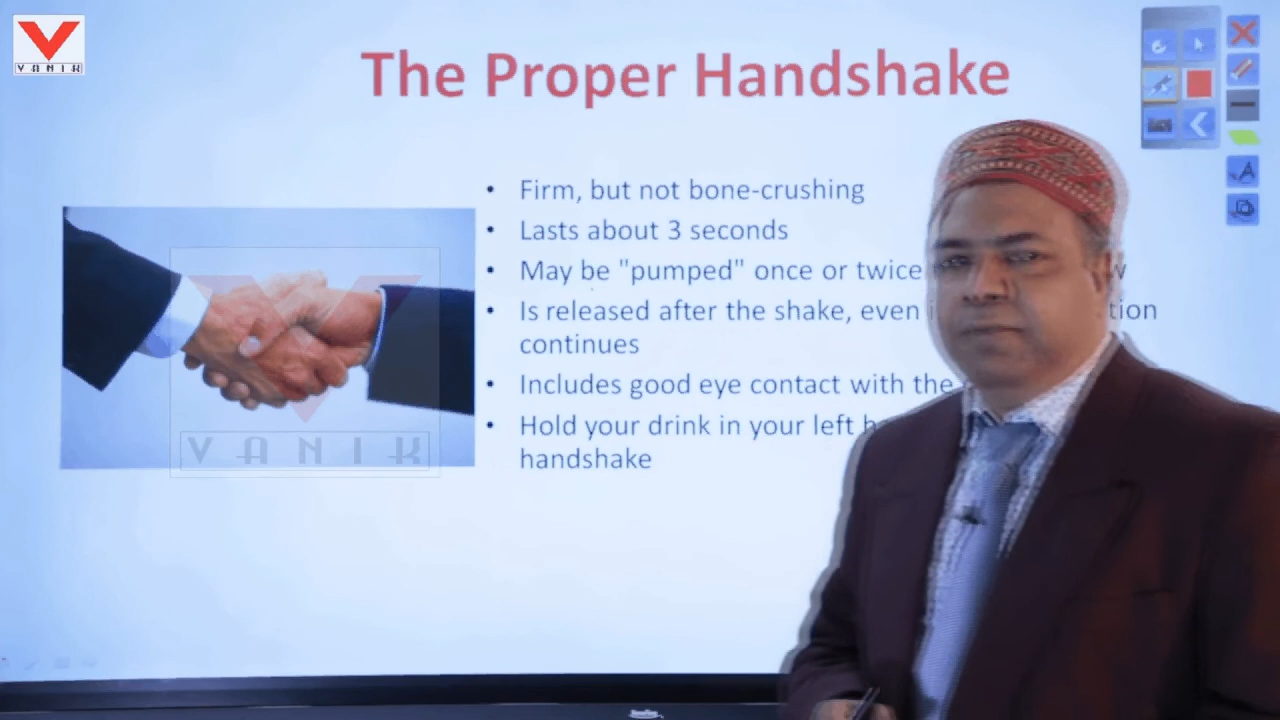 VANIK
The Proper Handshake
• Firm, but not bone-crushing
• Lasts about 3 seconds
• May be "pumped" once or twice
• Is released after the shake, even
continues
• Includes good eye contact with the
• Hold your drink in your left
handshake
VANIK